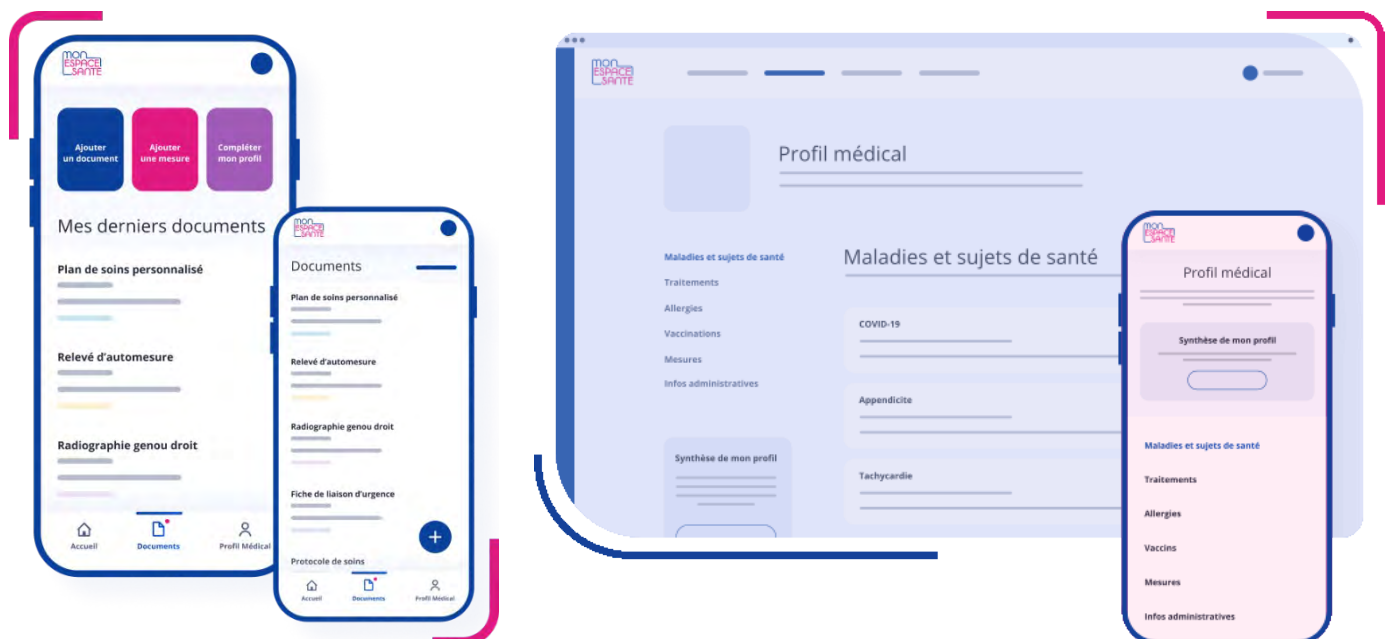 mon
ESPACE
SANTÉ
Ajouter
un document
Ajouter
une mesure
Compléter
mon profil
Mes derniers documents
Plan de soins personnalisé
Relevé d'automesure
Radiographie genou droit
Accueil
Documents
Profil Médical
mon
ESPACE
SANTÉ
Documents
Plan de soins personnalisé
Relevé d'automesure
Radiographie genou droit
Fiche de liaison d'urgence
Protocole de soins
Accueil
Documents
Profil Médical
mon
ESPACE
SANTÉ
Profil médical
Maladies et sujets de santé
Traitements
Allergies
Vaccinations
Mesures
Infos administratives
Synthèse de mon profil
Maladies et sujets de santé
COVID-19
Appendicite
Tachycardie
mon
ESPACE
SANTÉ
Profil médical
Synthèse de mon profil
Maladies et sujets de santé
Traitements
Allergies
Vaccins
Mesures
Infos administratives